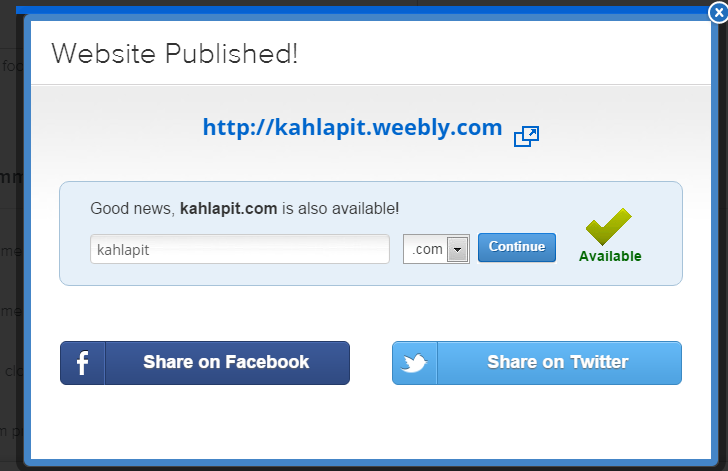 Website Published!
http://kahlapit.weebly.com
Good news, kahlapit.com is also available!
kahlapit
.com
Continue
Available
Share on Facebook
Share on Twitter